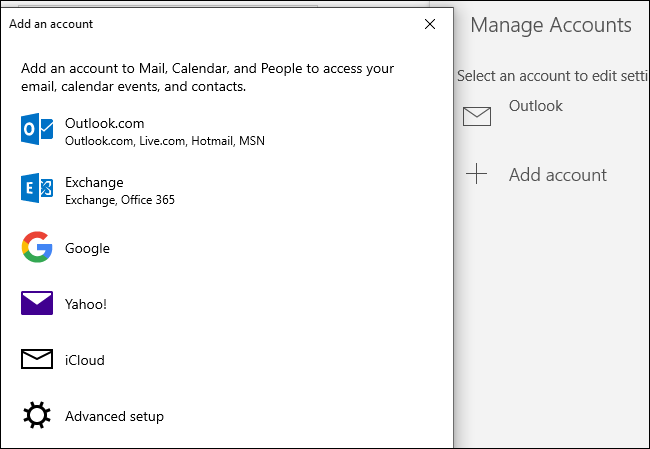 Add an account
Add an account to Mail, Calendar, and People to access your
email, calendar events, and contacts.
Outlook.com
Outlook.com, Live.com, Hotmail, MSN
Exchange
Exchange, Office 365
Google
Yahoo!
iCloud
Advanced setup
Manage Accounts
Select an account to edit setti
Outlook
Add account